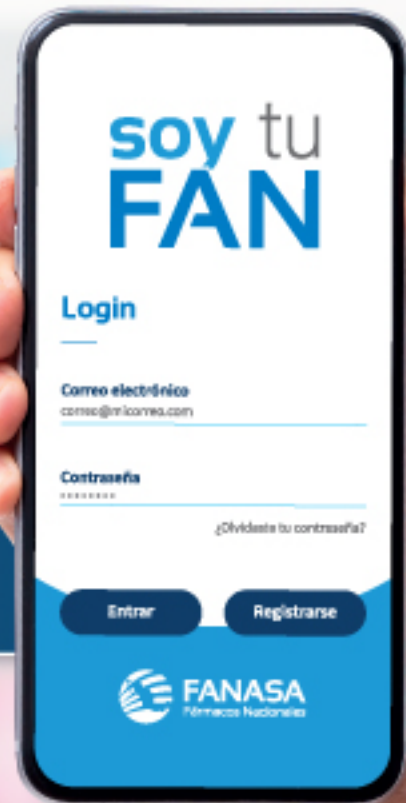 soy tu
FAN
Login
Correo electrónico
correo@micorreo.com
Contraseña
********
¿Olvidaste tu contraseña?
Entrar
Registrarse
FANASA
Fármacos Nacionales